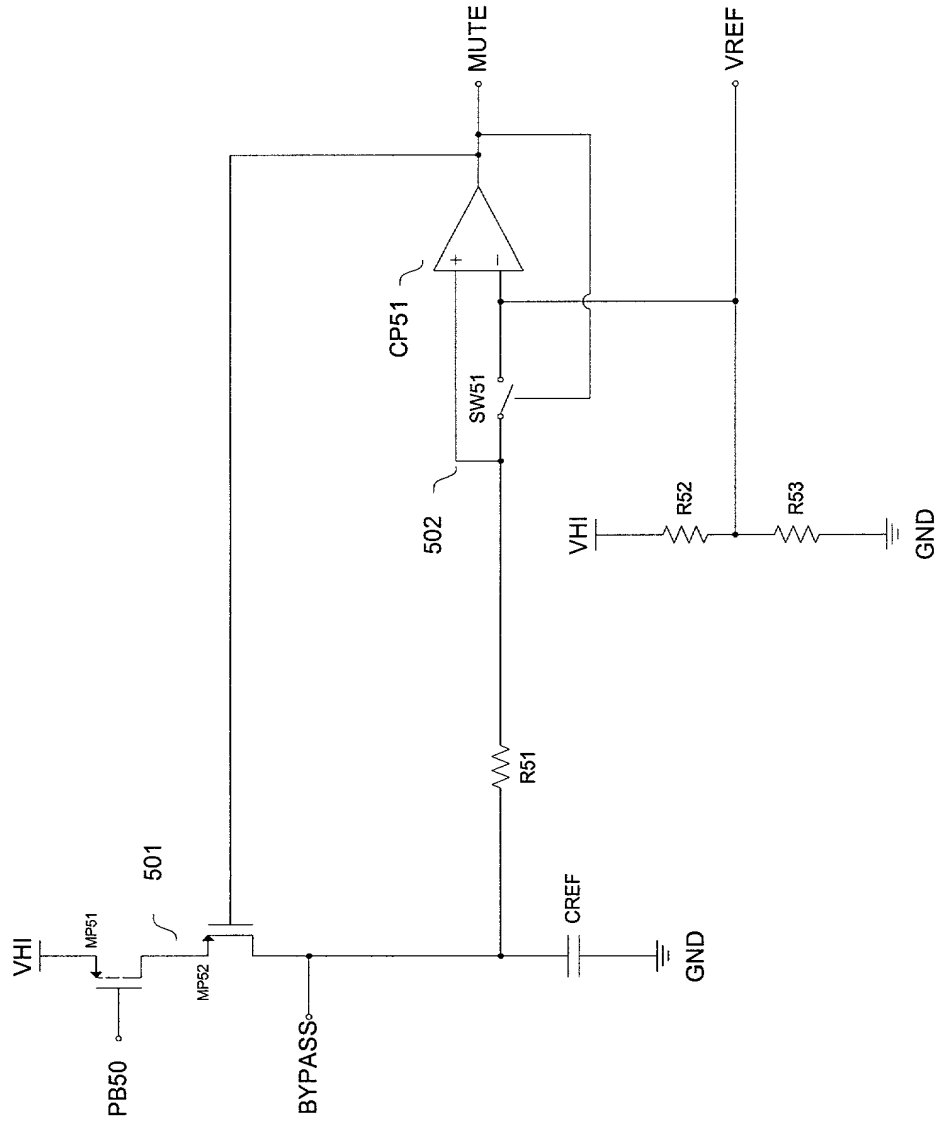 VHI
MP51
PB50
501
MP52
BYPASS
CREF
GND
R51
502
CP51
+
−
SW51
MUTE
VREF
VHI
R52
R53
GND